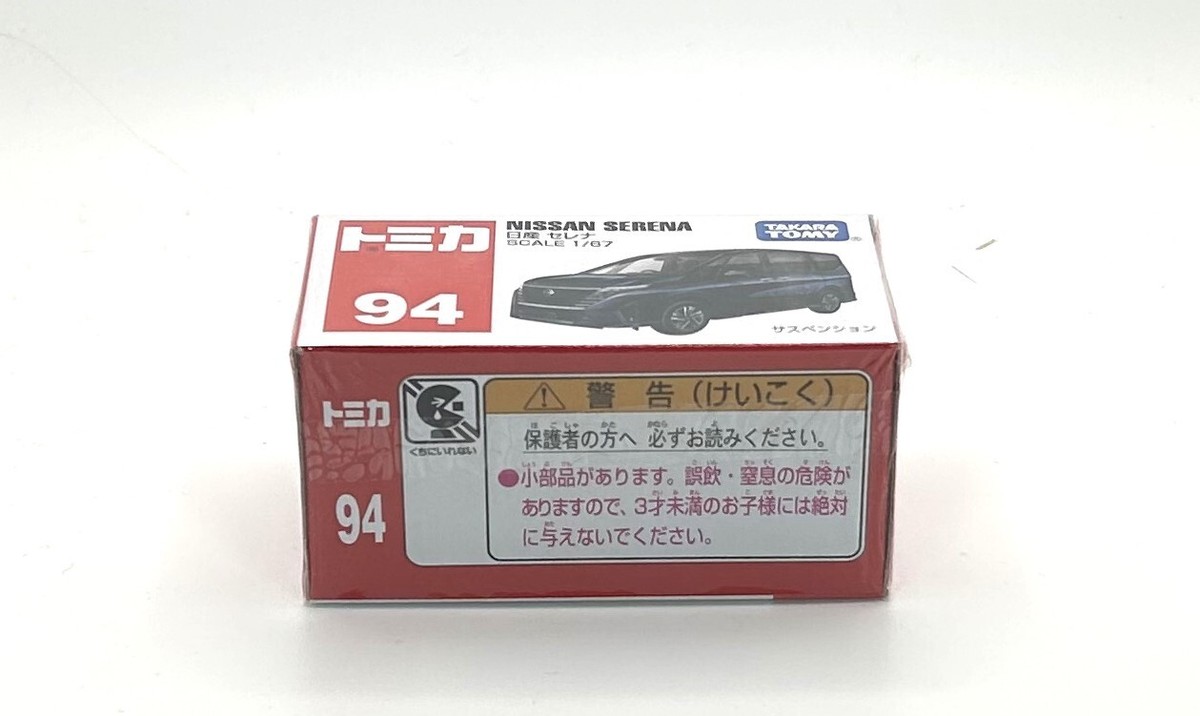 トミカ
94
NISSAN SERENA
日産 セレナ
SCALE 1/67
TAKARA
TOMY®
サスペンション
トミカ
94
くちにいれない
⚠ 警 告 (けいこく)
保護者の方へ 必ずお読みください。
●小部品があります。誤飲・窒息の危険が
ありますので、3才未満のお子様には絶対
に与えないでください。